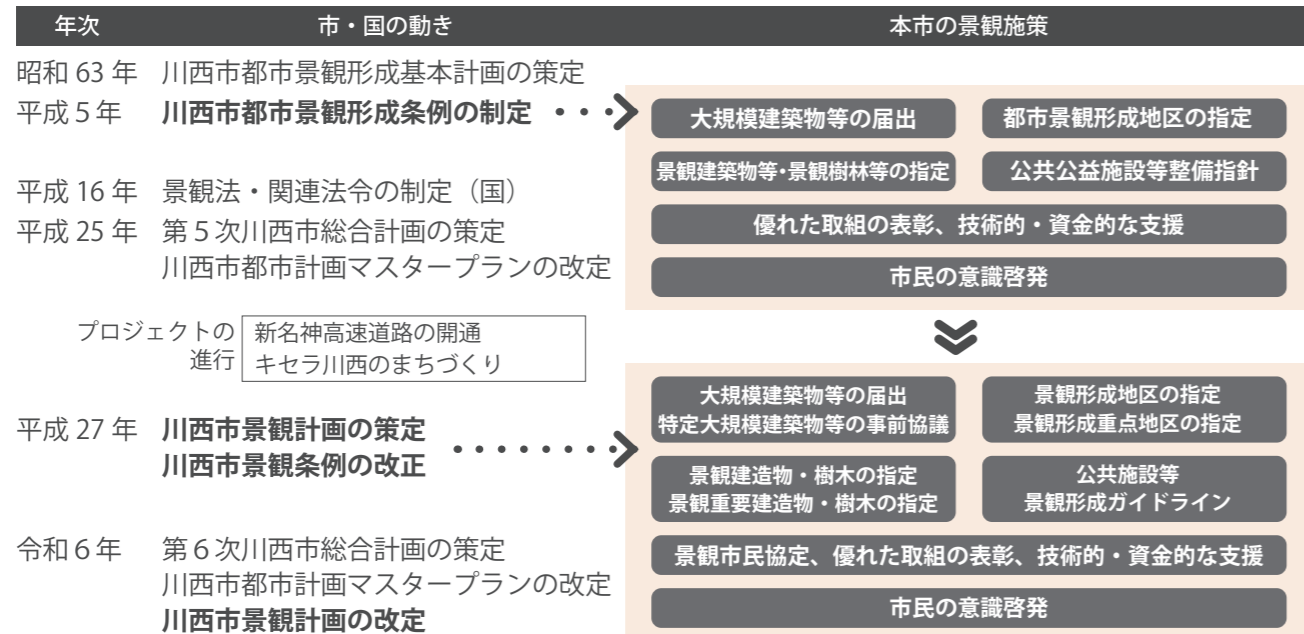 年次 市・国の動き 本市の景観施策
昭和 63 年 川西市都市景観形成基本計画の策定
平成 5 年 川西市都市景観形成条例の制定
大規模建築物等の届出 都市景観形成地区の指定
景観建築物等・景観樹林等の指定 公共公益施設等整備指針
平成 16 年 景観法・関連法令の制定（国）
平成 25 年 第５次川西市総合計画の策定
優れた取組の表彰、技術的・資金的な支援
川西市都市計画マスタープランの改定
市民の意識啓発
プロジェクトの
進行
新名神高速道路の開通
キセラ川西のまちづくり
大規模建築物等の届出
特定大規模建築物等の事前協議
景観形成地区の指定
景観形成重点地区の指定
平成 27 年 川西市景観計画の策定
川西市景観条例の改正
景観建造物・樹木の指定
景観重要建造物・樹木の指定
公共施設等
景観形成ガイドライン
令和６年 第６次川西市総合計画の策定
川西市都市計画マスタープランの改定
川西市景観計画の改定
景観市民協定、優れた取組の表彰、技術的・資金的な支援
市民の意識啓発